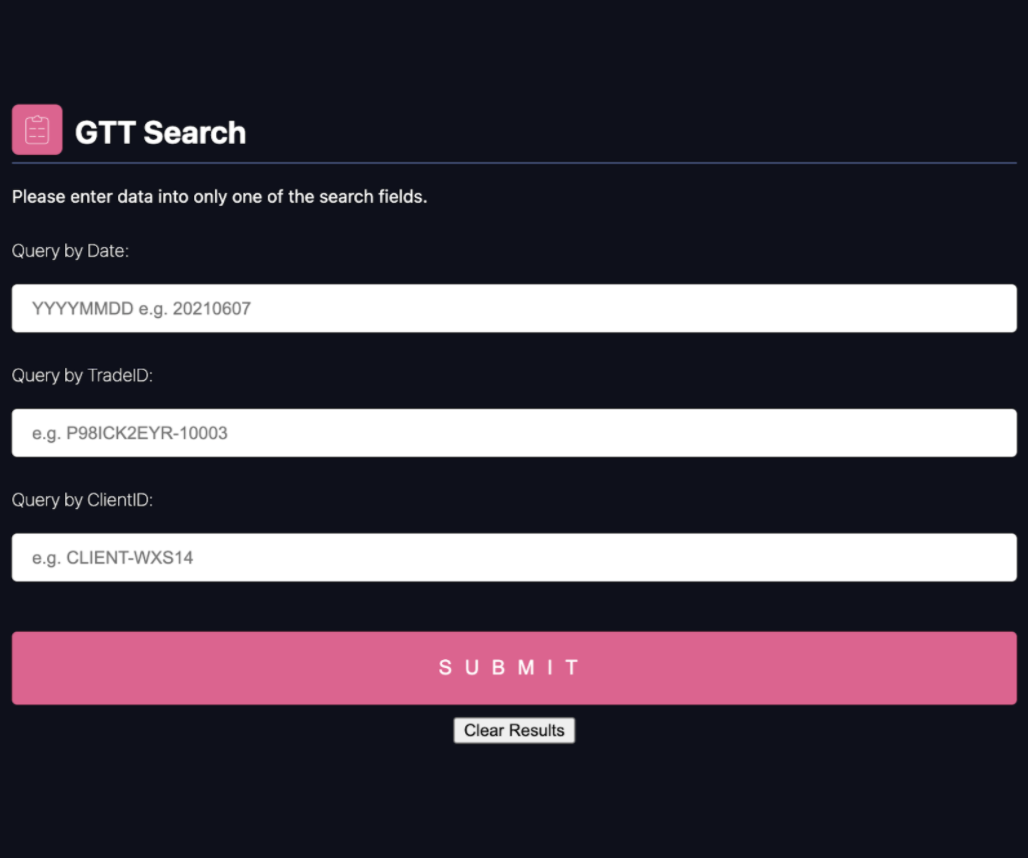 GTT Search
Please enter data into only one of the search fields.
Query by Date:
YYYYMMDD e.g. 20210607
Query by TradeID:
e.g. P98ICK2EYR-10003
Query by ClientID:
e.g. CLIENT-WXS14
SUBMIT
Clear Results